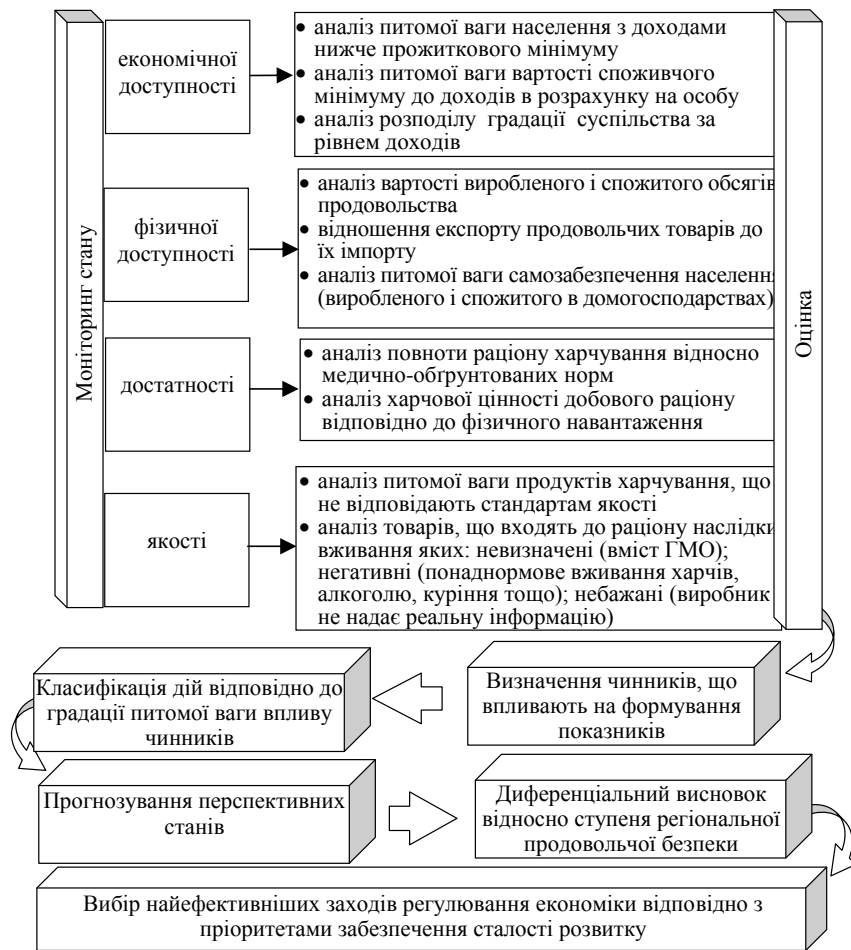 Моніторинг стану
економічної
доступності
• аналіз питомої ваги населення з доходами
нижче прожиткового мінімуму
• аналіз питомої ваги вартості споживчого
мінімуму до доходів в розрахунку на особу
• аналіз розподілу градації суспільства за
рівнем доходів
фізичної
доступності
• аналіз вартості виробленого і спожитого обсягів
продовольства
• відношення експорту продовольчих товарів до
їх імпорту
• аналіз питомої ваги самозабезпечення населення
(виробленого і спожитого в домогосподарствах)
достатності
• аналіз повноти раціону харчування відносно
медично-обґрунтованих норм
• аналіз харчової цінності добового раціону
відповідно до фізичного навантаження
якості
• аналіз питомої ваги продуктів харчування, що
не відповідають стандартам якості
• аналіз товарів, що входять до раціону наслідки
вживання яких: невизначені (вміст ГМО);
негативні (понаднормове вживання харчів,
алкоголю, куріння тощо); небажані (виробник
не надає реальну інформацію)
Оцінка
Визначення чинників, що
впливають на формування
показників
Класифікація дій відповідно до
градації питомої ваги впливу
чинників
Прогнозування перспективних
станів
Диференціальний висновок
відносно ступеня регіональної
продовольчої безпеки
Вибір найефективніших заходів регулювання економіки відповідно з
пріоритетами забезпечення сталості розвитку